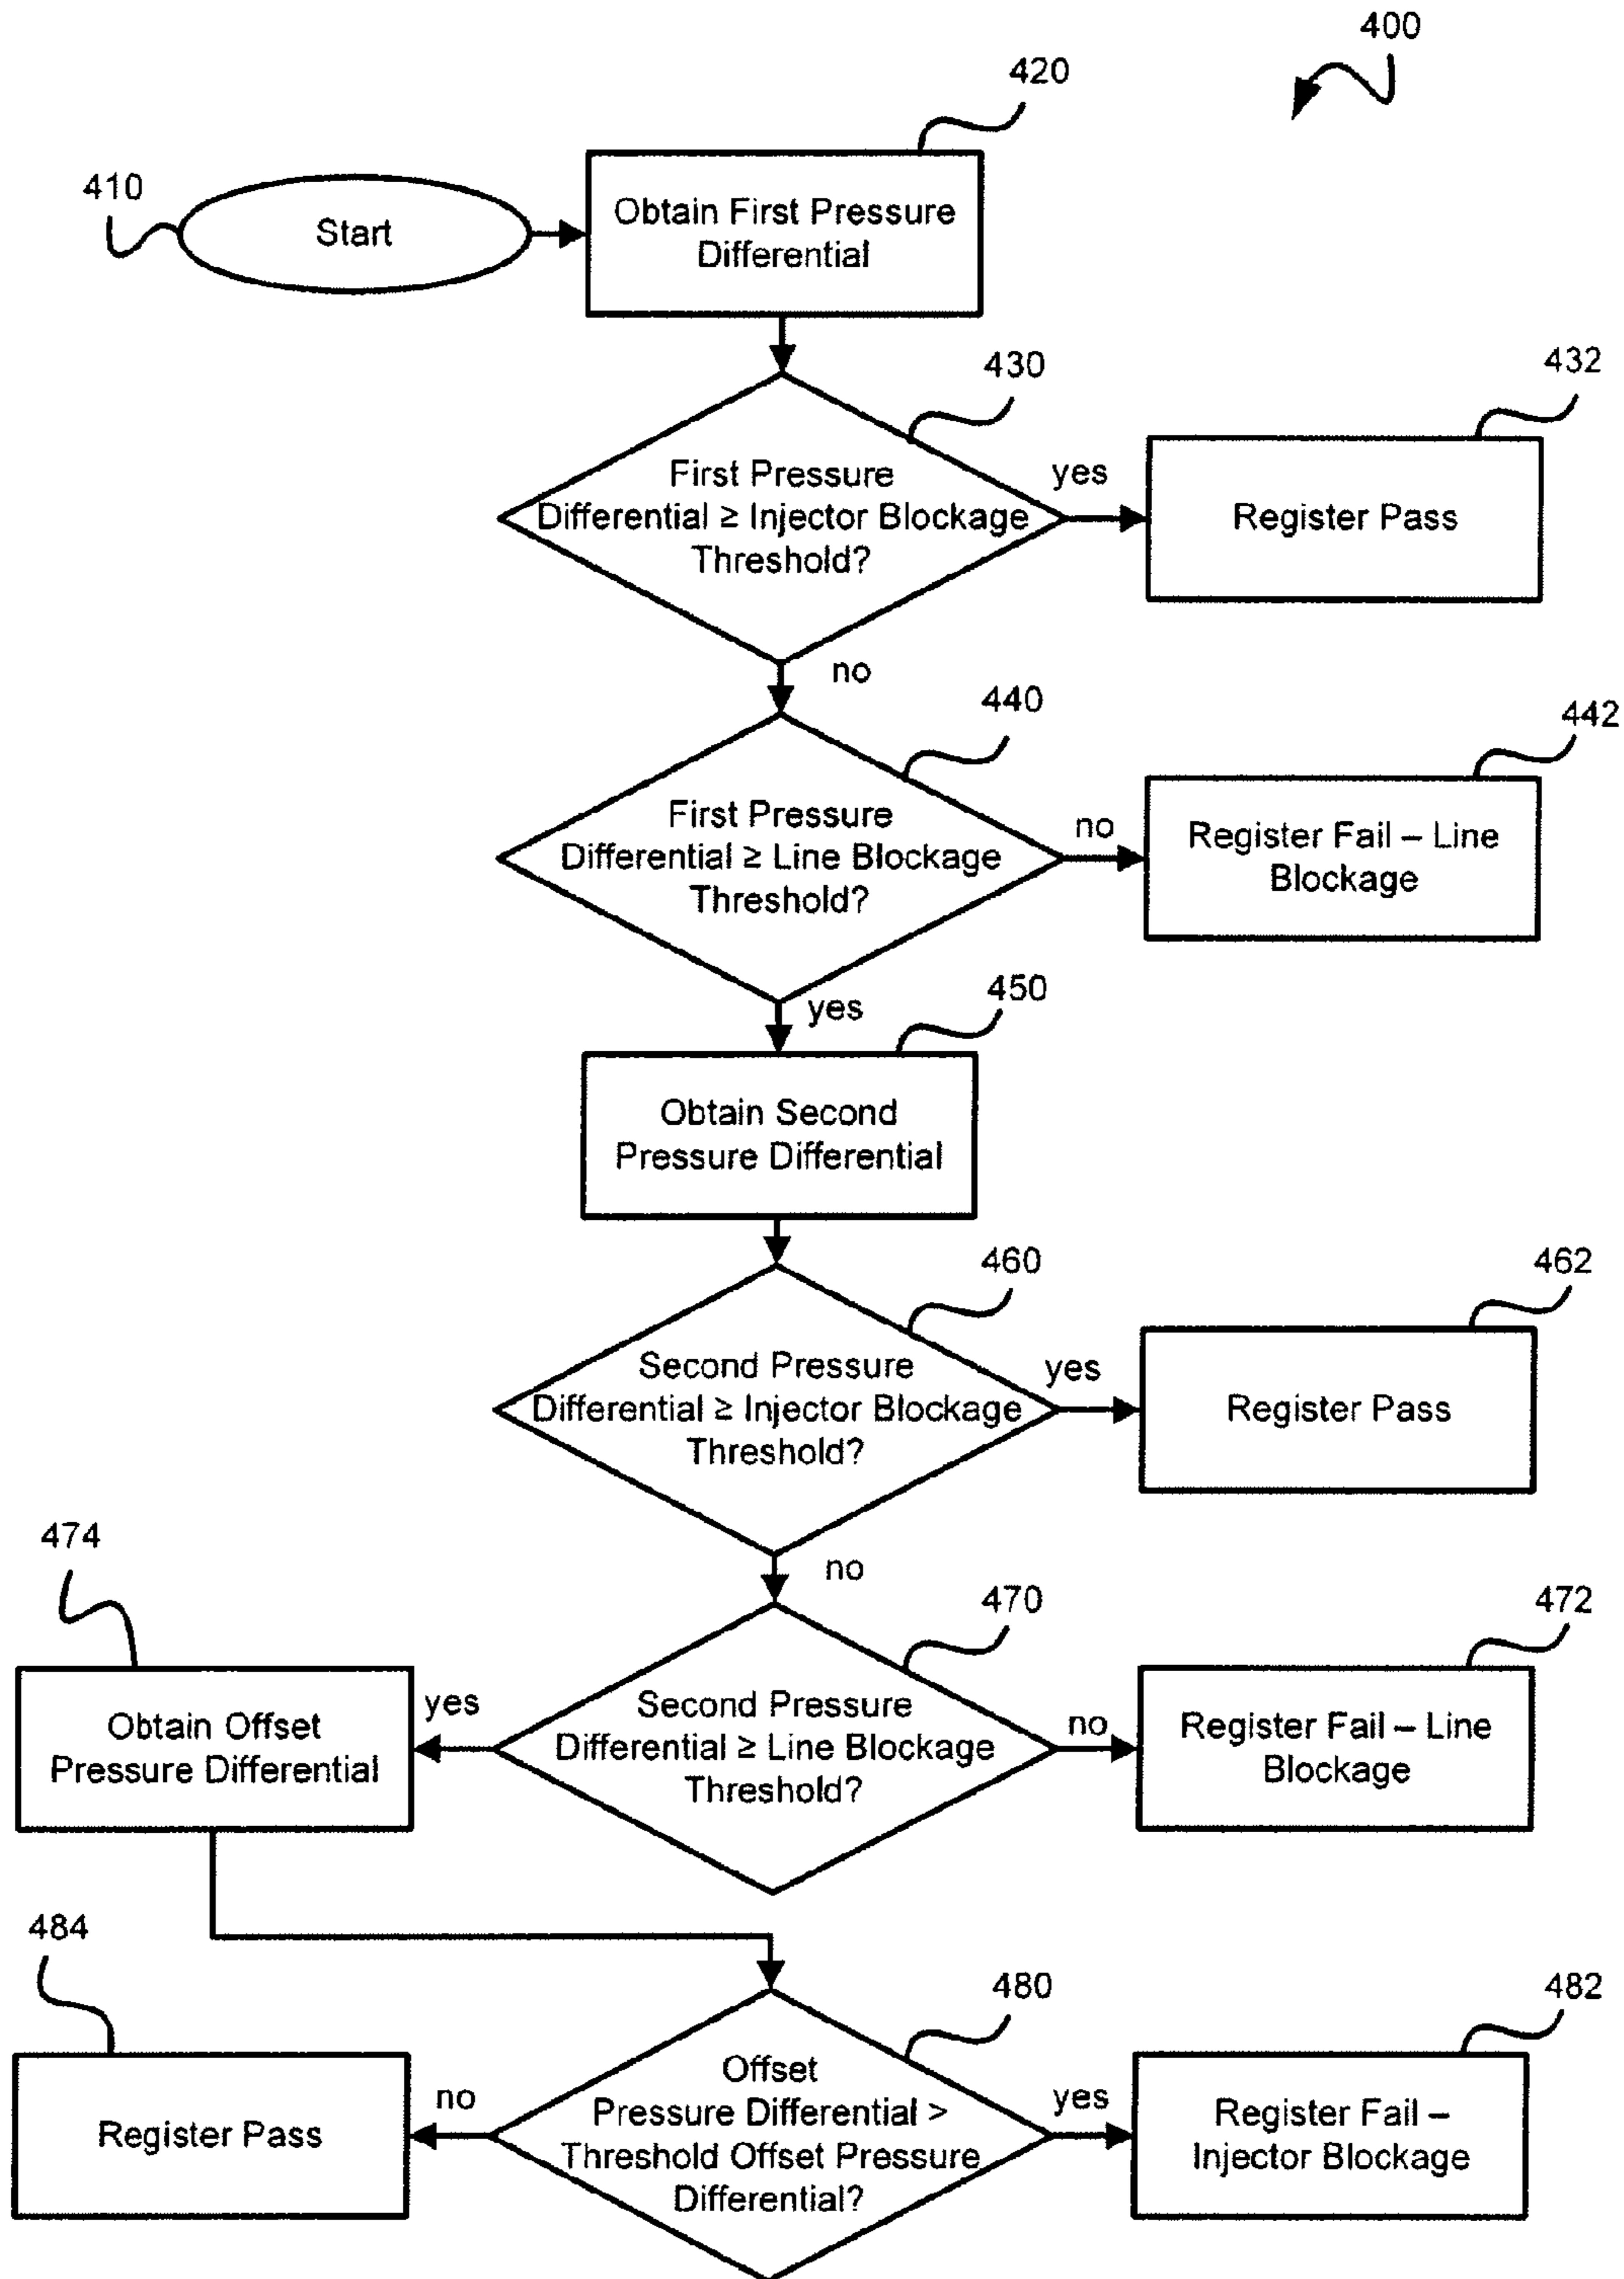 400
420
410
Start
Obtain First Pressure
Differential
430
432
First Pressure
Differential ≥ Injector Blockage
Threshold?
yes
Register Pass
no
440
442
First Pressure
Differential ≥ Line Blockage
Threshold?
no
Register Fail – Line
Blockage
yes
450
Obtain Second
Pressure Differential
460
462
Second Pressure
Differential ≥ Injector Blockage
Threshold?
yes
Register Pass
474
no
470
472
Obtain Offset
Pressure Differential
yes
Second Pressure
Differential ≥ Line Blockage
Threshold?
no
Register Fail – Line
Blockage
484
480
482
Register Pass
no
Offset
Pressure Differential >
Threshold Offset Pressure
Differential?
yes
Register Fail –
Injector Blockage